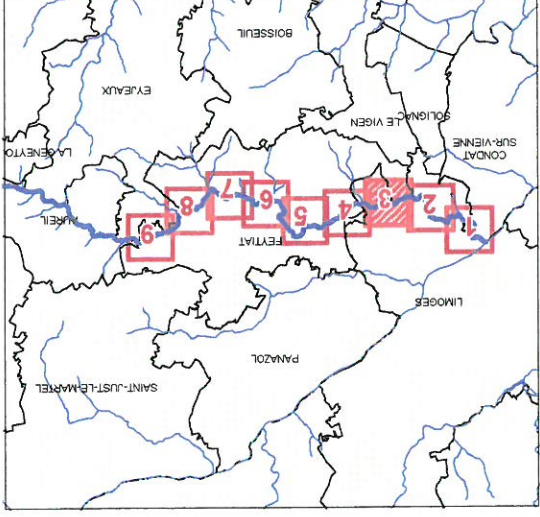 SAINT-JUST-LE-MARTEL
PANAZOL
LIMOGES
FEYTIAT
1
2
3
4
5
6
7
8
9
AUREIL
LA GENEYTO
CONDAT
SUR-VIENNE
SOLIGNAC
LE VIGEN
EYJEAUX
BOISSEUIL